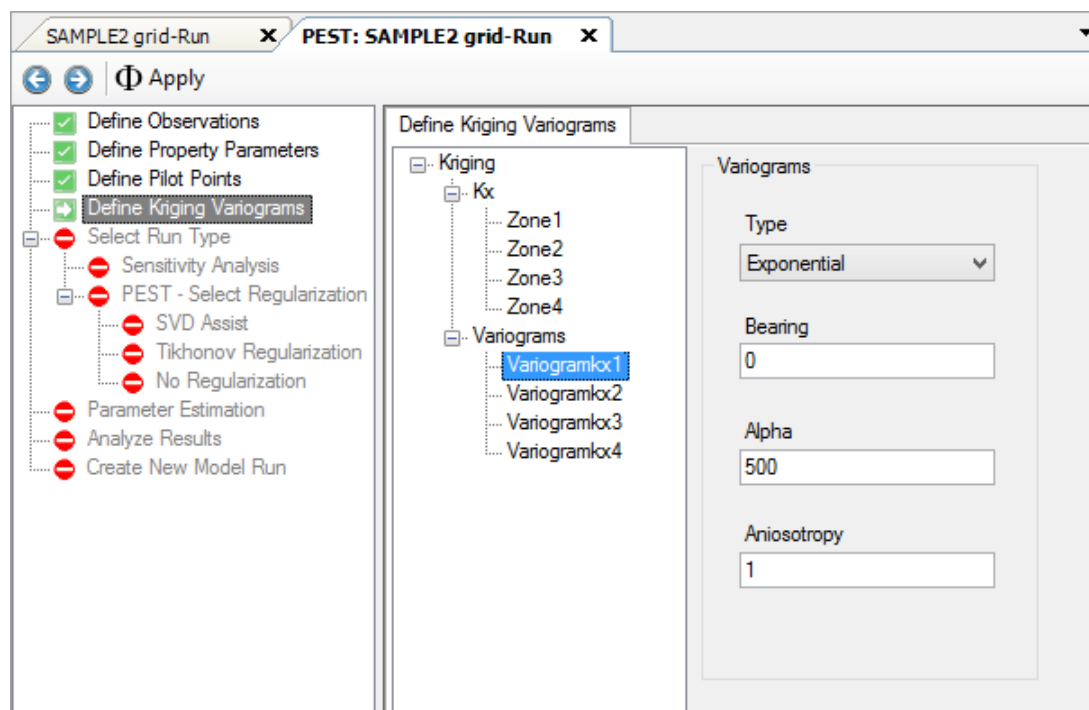 SAMPLE2 grid-Run
PEST: SAMPLE2 grid-Run
Φ Apply
Define Observations
Define Property Parameters
Define Pilot Points
Define Kriging Variograms
Select Run Type
Sensitivity Analysis
PEST - Select Regularization
SVD Assist
Tikhonov Regularization
No Regularization
Parameter Estimation
Analyze Results
Create New Model Run
Define Kriging Variograms
Kriging
Kx
Zone1
Zone2
Zone3
Zone4
Variograms
Variogramkx1
Variogramkx2
Variogramkx3
Variogramkx4
Variograms
Type
Exponential
Bearing
0
Alpha
500
Aniosotropy
1